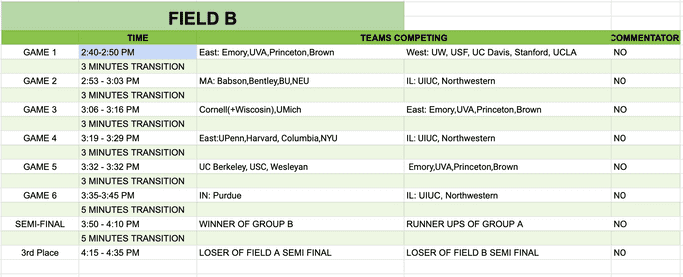 FIELD B
TIME TEAMS COMPETING COMMENTATOR
GAME 1 2:40-2:50 PM East: Emory,UVA,Princeton,Brown West: UW, USF, UC Davis, Stanford, UCLA NO
3 MINUTES TRANSITION
GAME 2 2:53 - 3:03 PM MA: Babson,Bentley,BU,NEU IL: UIUC, Northwestern NO
3 MINUTES TRANSITION
GAME 3 3:06 - 3:16 PM Cornell(+Wiscosin),UMich East: Emory,UVA,Princeton,Brown NO
3 MINUTES TRANSITION
GAME 4 3:19 - 3:29 PM East:UPenn,Harvard, Columbia,NYU IL: UIUC, Northwestern NO
3 MINUTES TRANSITION
GAME 5 3:32 - 3:32 PM UC Berkeley, USC, Wesleyan Emory,UVA,Princeton,Brown NO
3 MINUTES TRANSITION
GAME 6 3:35-3:45 PM IN: Purdue IL: UIUC, Northwestern NO
5 MINUTES TRANSITION
SEMI-FINAL 3:50 - 4:10 PM WINNER OF GROUP B RUNNER UPS OF GROUP A NO
5 MINUTES TRANSITION
3rd Place 4:15 - 4:35 PM LOSER OF FIELD A SEMI FINAL LOSER OF FIELD B SEMI FINAL NO